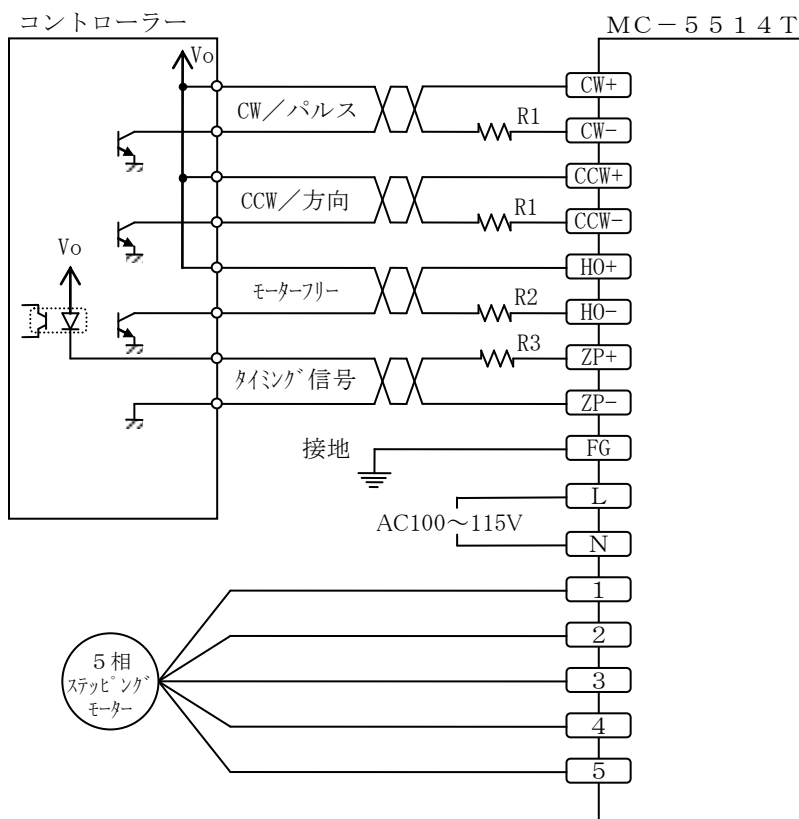 コントローラー
MC－5514T
Vo
CW+
CW／パルス
R1
CW-
CCW+
CCW／方向
R1
CCW-
Vo
HO+
ﾓｰﾀｰﾌﾘｰ
R2
HO-
R3
ZP+
ﾀｲﾐﾝｸﾞ信号
ZP-
接地
FG
L
AC100～115V
N
1
2
5相
ｽﾃｯﾋﾟﾝｸﾞ
ﾓｰﾀｰ
3
4
5